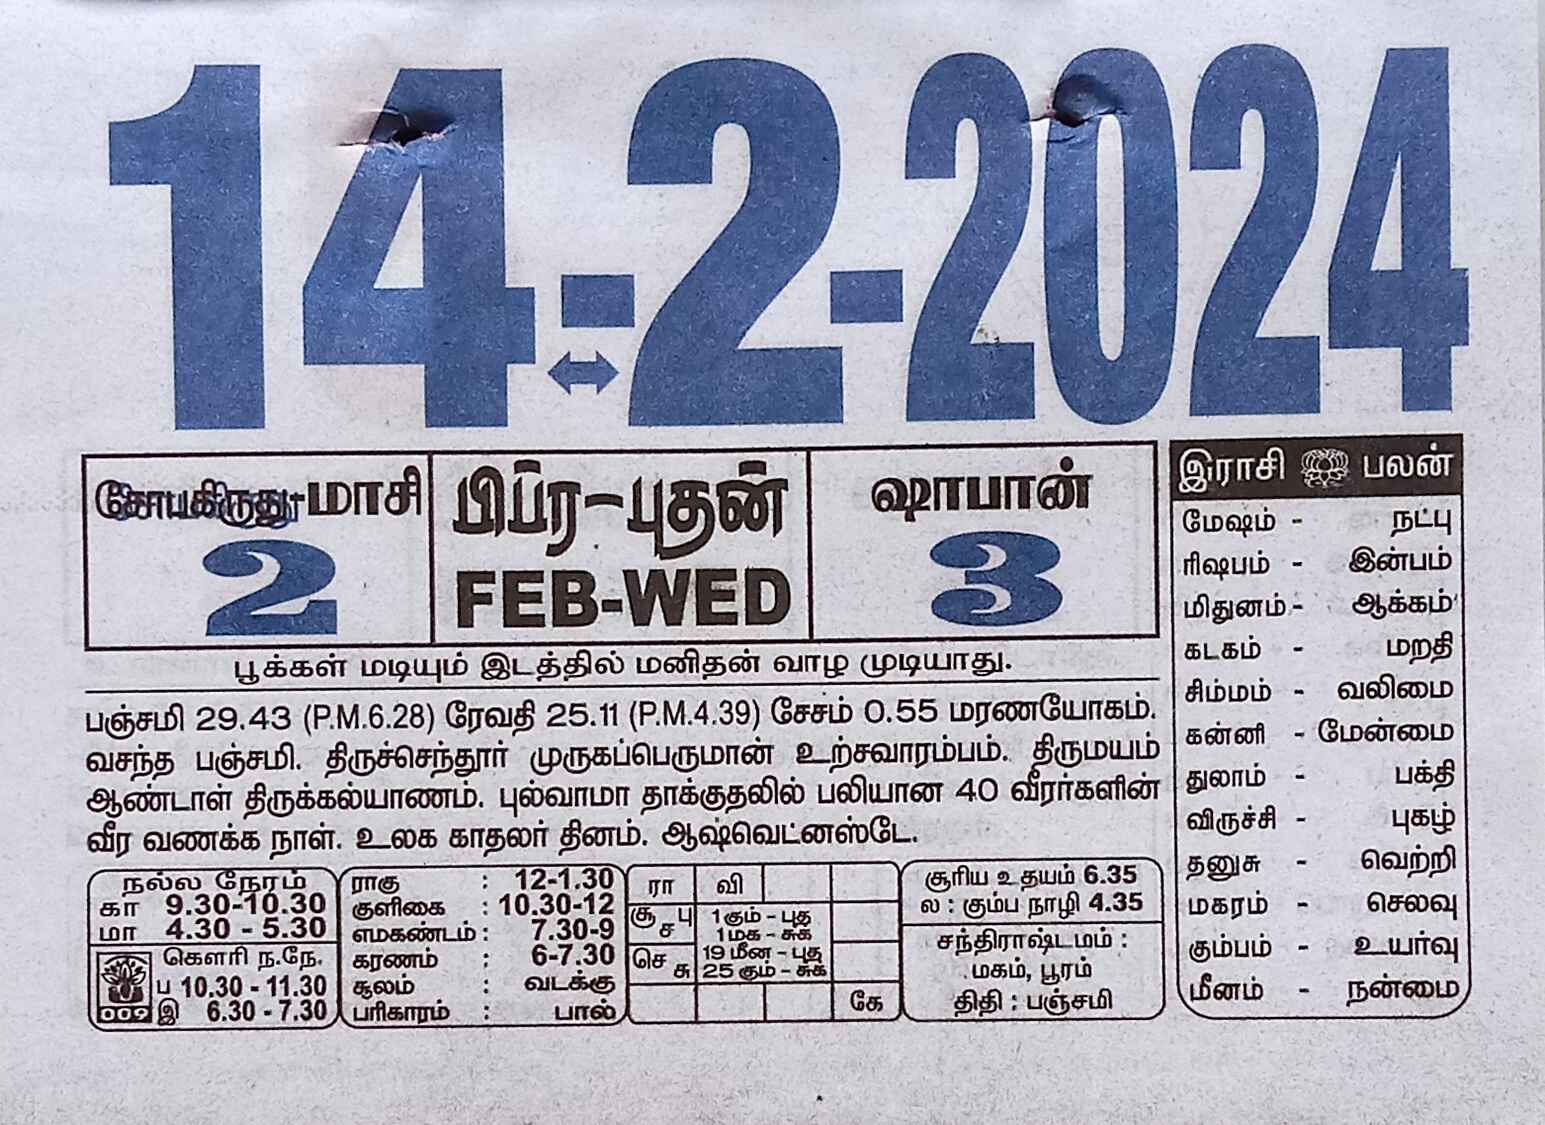 14-2-2024
சோபகிருது-மாசி
2
பிப்ர-புதன்
FEB-WED
ஷாபான்
3
பூக்கள் மடியும் இடத்தில் மனிதன் வாழ முடியாது.
பஞ்சமி 29.43 (P.M.6.28) ரேவதி 25.11 (P.M.4.39) சேசம் 0.55 மரணயோகம்.
வசந்த பஞ்சமி. திருச்செந்தூர் முருகப்பெருமான் உற்சவாரம்பம். திருமயம்
ஆண்டாள் திருக்கல்யாணம். புல்வாமா தாக்குதலில் பலியான 40 வீரர்களின்
வீர வணக்க நாள். உலக காதலர் தினம். ஆஷ்வெட்னஸ்டே.
நல்ல நேரம்
கா 9.30-10.30
மா 4.30 - 5.30
கௌரி ந.நே.
ப 10.30 - 11.30
இ 6.30 - 7.30
009
ராகு : 12-1.30
குளிகை : 10.30-12
எமகண்டம் : 7.30-9
கரணம் : 6-7.30
சூலம் : வடக்கு
பரிகாரம் : பால்
ரா வி
சூ பு
ச
1 கும் - புத
1 மக - சுக்
செ சு
19 மீன - புத
25 கும் - சுக்
கே
சூரிய உதயம் 6.35
ல : கும்ப நாழி 4.35
சந்திராஷ்டமம் :
மகம், பூரம்
திதி : பஞ்சமி
இராசி பலன்
மேஷம் - நட்பு
ரிஷபம் - இன்பம்
மிதுனம் - ஆக்கம்
கடகம் - மறதி
சிம்மம் - வலிமை
கன்னி - மேன்மை
துலாம் - பக்தி
விருச்சி - புகழ்
தனுசு - வெற்றி
மகரம் - செலவு
கும்பம் - உயர்வு
மீனம் - நன்மை